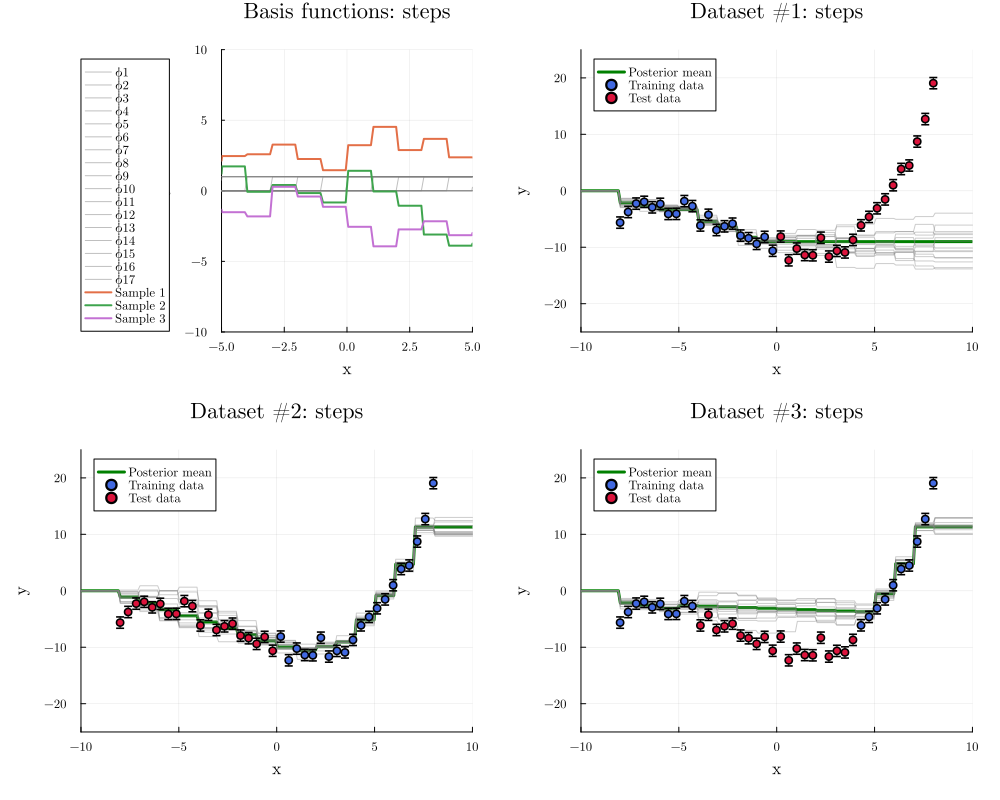 Basis functions: steps
ϕ1
ϕ2
ϕ3
ϕ4
ϕ5
ϕ6
ϕ7
ϕ8
ϕ9
ϕ10
ϕ11
ϕ12
ϕ13
ϕ14
ϕ15
ϕ16
ϕ17
Sample 1
Sample 2
Sample 3
10
5
0
−5
−10
−5.0 −2.5 0.0 2.5 5.0
x
Dataset #1: steps
Posterior mean
Training data
Test data
y
20
10
0
−10
−20
−10 −5 0 5 10
x
Dataset #2: steps
Posterior mean
Training data
Test data
y
20
10
0
−10
−20
−10 −5 0 5 10
x
Dataset #3: steps
Posterior mean
Training data
Test data
y
20
10
0
−10
−20
−10 −5 0 5 10
x